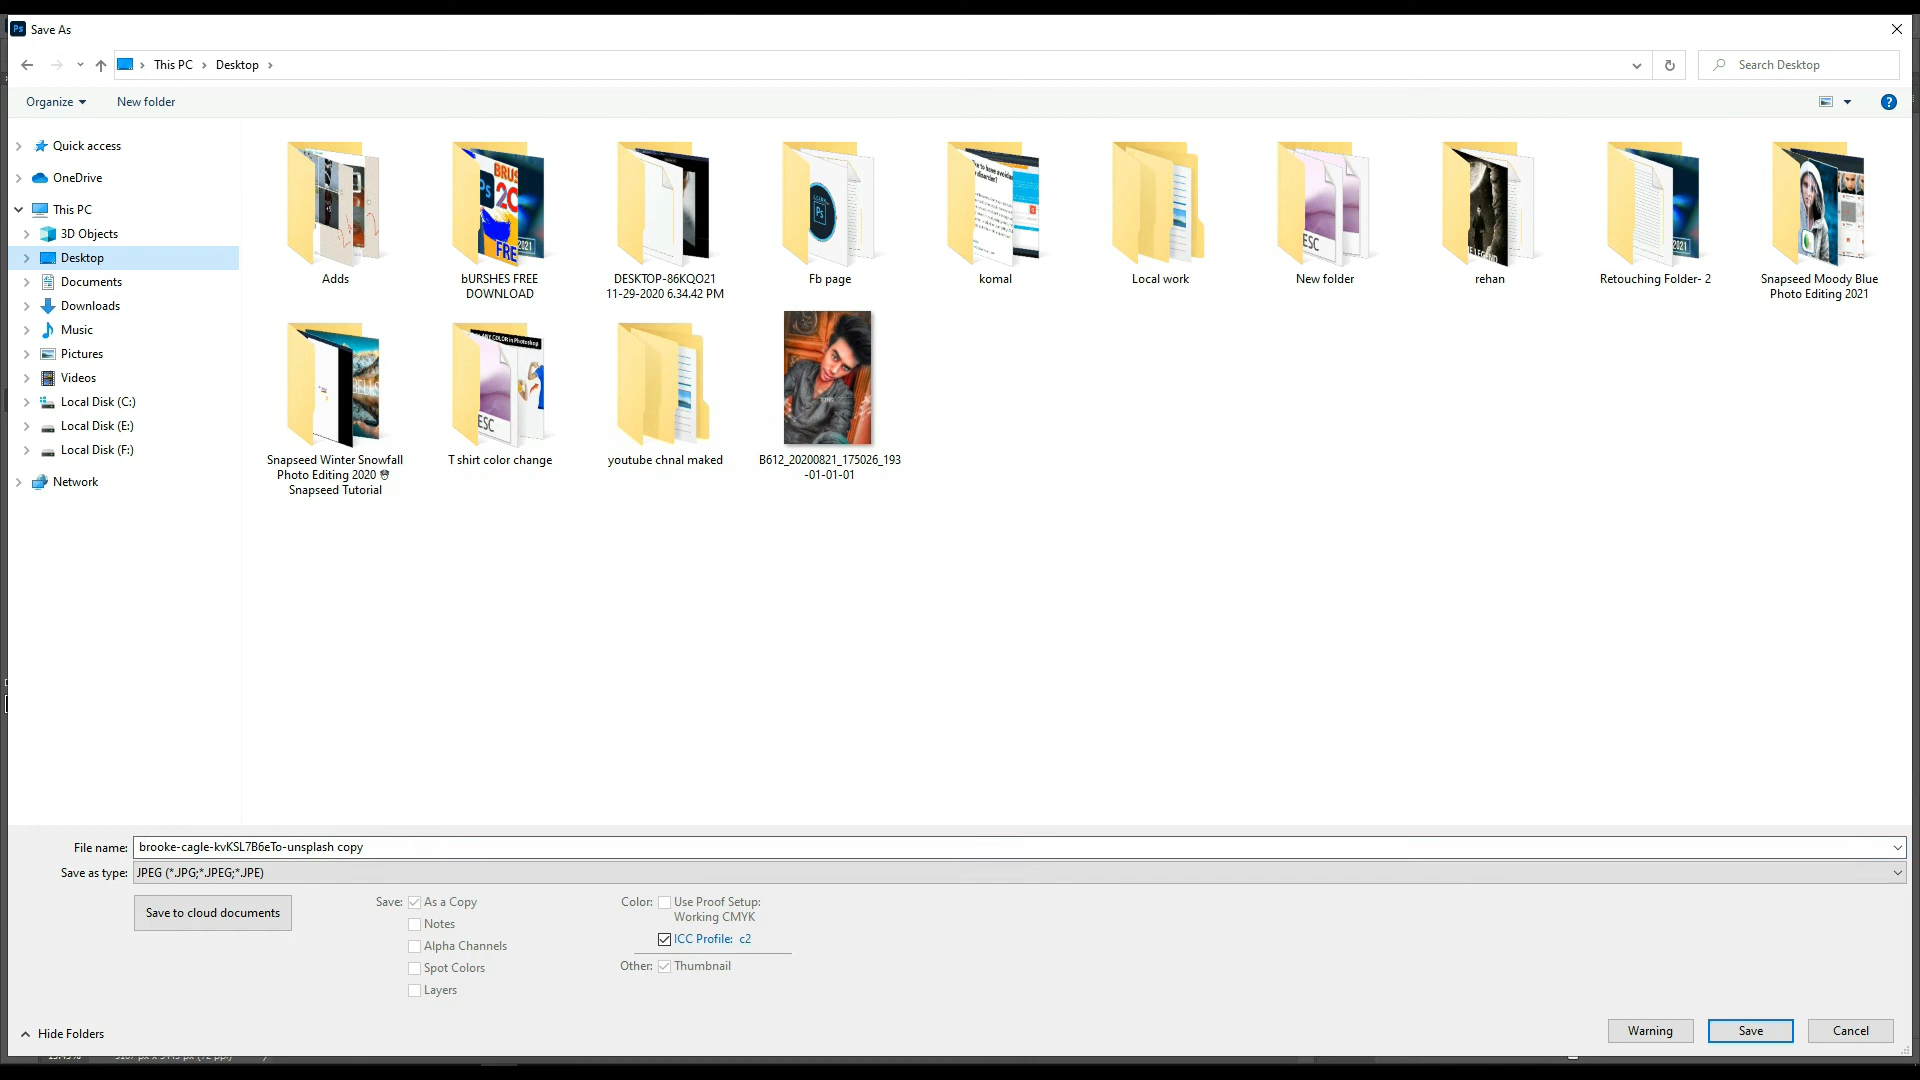 Save As
This PC
Desktop
Search Desktop
Organize
New folder
Quick access
OneDrive
This PC
3D Objects
Desktop
Documents
Downloads
Music
Pictures
Videos
Local Disk (C:)
Local Disk (E:)
Local Disk (F:)
Network
Adds
bURSHES FREE
DOWNLOAD
DESKTOP-86KQO21
11-29-2020 6.34.42 PM
Fb page
komal
Local work
New folder
rehan
Retouching Folder- 2
Snapseed Moody Blue
Photo Editing 2021
Snapseed Winter Snowfall
Photo Editing 2020
Snapseed Tutorial
T shirt color change
youtube chnal maked
B612_20200821_175026_193
-01-01-01
File name: brooke-cagle-kvKSL7B6eTo-unsplash copy
Save as type: JPEG (*.JPG;*.JPEG;*.JPE)
Save to cloud documents
Save: As a Copy
Notes
Alpha Channels
Spot Colors
Layers
Color: Use Proof Setup:
Working CMYK
ICC Profile: c2
Other: Thumbnail
Hide Folders
Warning
Save
Cancel